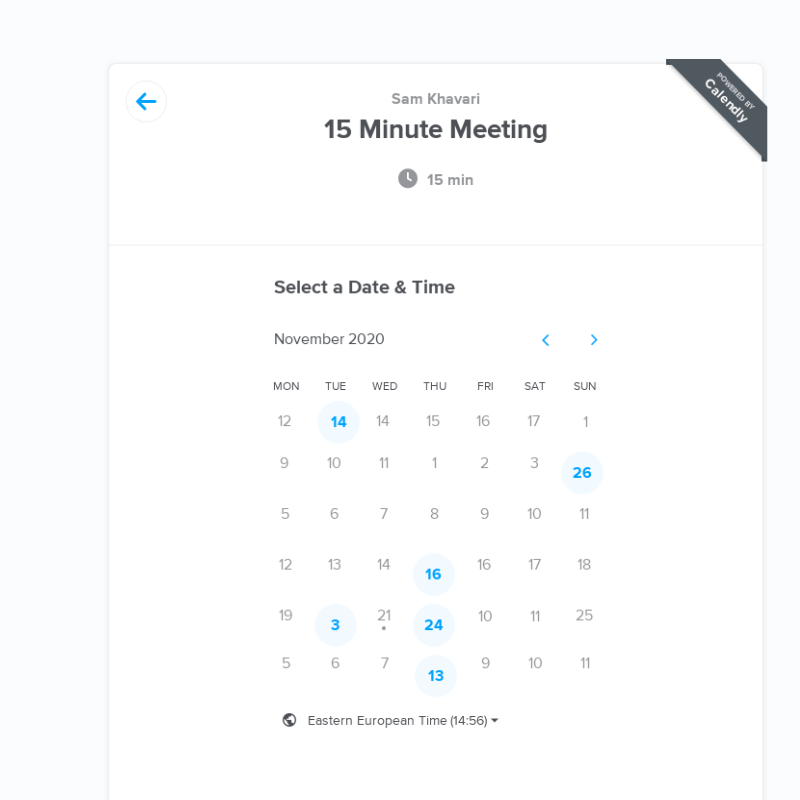 POWERED BY
Calendly
Sam Khavari
15 Minute Meeting
15 min
Select a Date & Time
November 2020
MON TUE WED THU FRI SAT SUN
12 14 14 15 16 17 1
9 10 11 1 2 3 26
5 6 7 8 9 10 11
12 13 14 16 16 17 18
19 3 21 24 10 11 25
5 6 7 13 9 10 11
Eastern European Time (14:56)